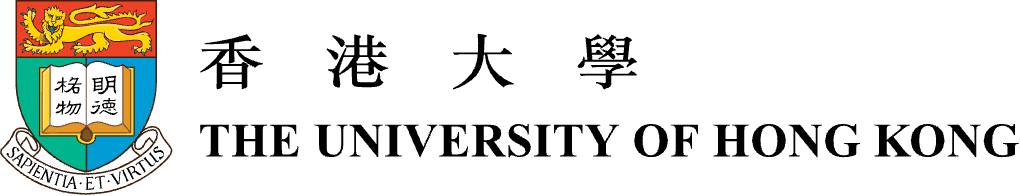 香港大學
THE UNIVERSITY OF HONG KONG
明德
格物
SAPIENTIA·ET·VIRTUS